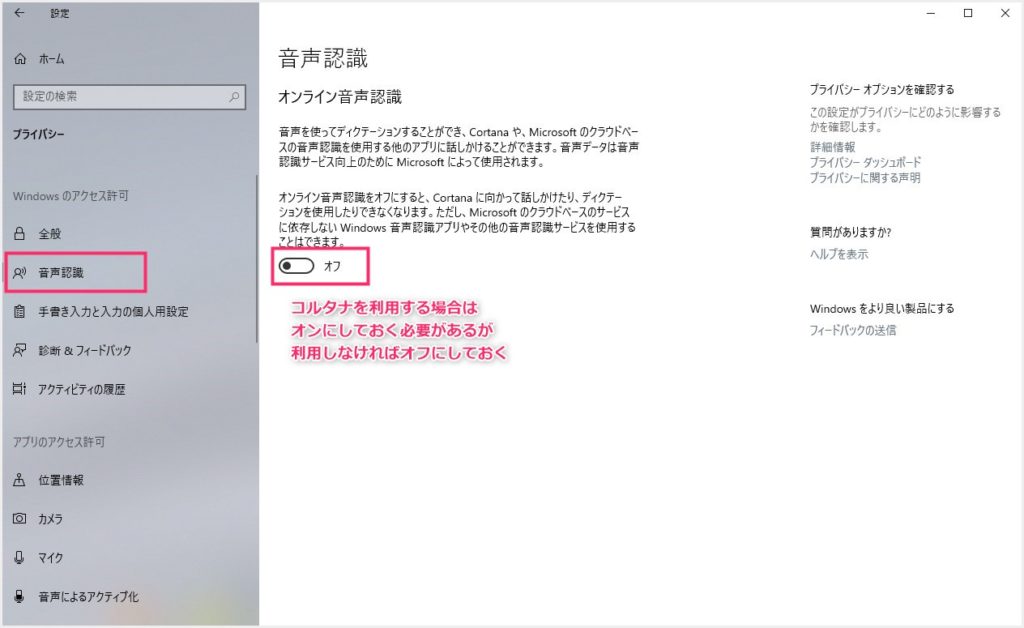 設定
ホーム
設定の検索
プライバシー
Windows のアクセス許可
全般
音声認識
手書き入力と入力の個人用設定
診断 & フィードバック
アクティビティの履歴
アプリのアクセス許可
位置情報
カメラ
マイク
音声によるアクティブ化
音声認識
オンライン音声認識
音声を使ってディクテーションすることができ、Cortana や、Microsoft のクラウドベー
スの音声認識を使用する他のアプリに話しかけることができます。音声データは音声
認識サービス向上のために Microsoft によって使用されます。
オンライン音声認識をオフにすると、Cortana に向かって話しかけたり、ディクテー
ションを使用したりできなくなります。ただし、Microsoft のクラウドベースのサービス
に依存しない Windows 音声認識アプリやその他の音声認識サービスを使用する
ことはできます。
オフ
コルタナを利用する場合は
オンにしておく必要があるが
利用しなければオフにしておく
プライバシー オプションを確認する
この設定がプライバシーにどのように影響する
かを確認します。
詳細情報
プライバシー ダッシュボード
プライバシーに関する声明
質問がありますか?
ヘルプを表示
Windows をより良い製品にする
フィードバックの送信